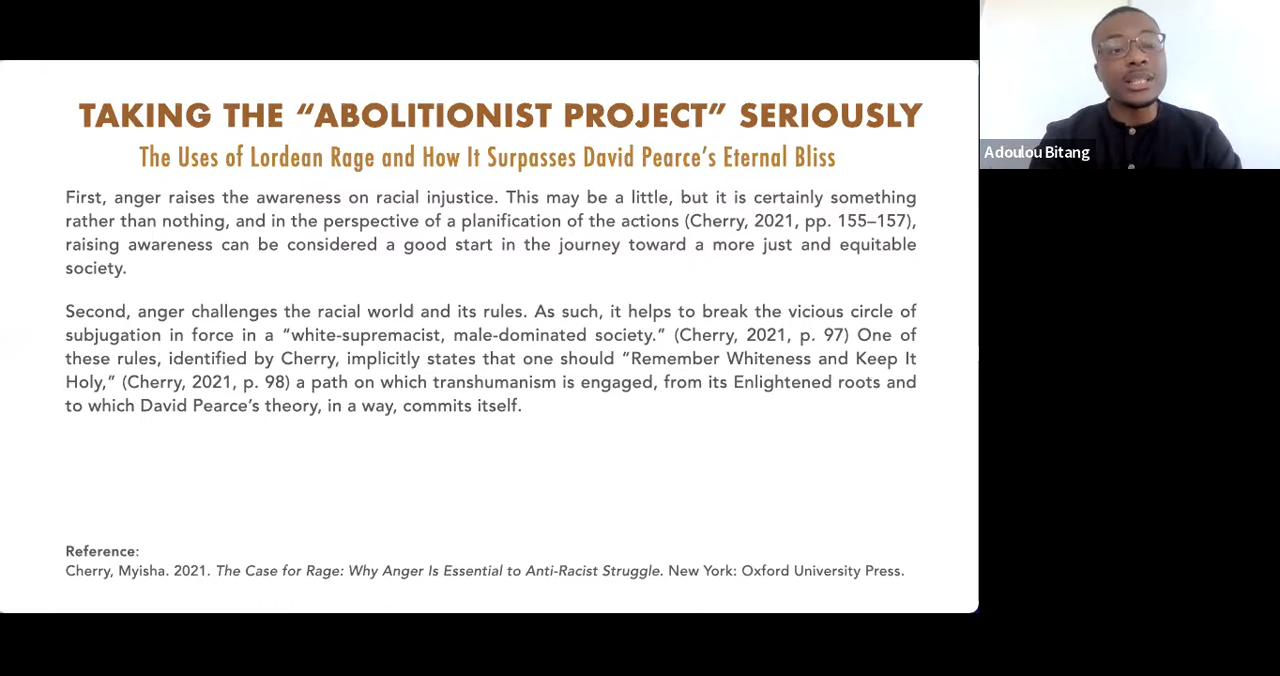 TAKING THE “ABOLITIONIST PROJECT” SERIOUSLY
The Uses of Lordean Rage and How It Surpasses David Pearce’s Eternal Bliss
First, anger raises the awareness on racial injustice. This may be a little, but it is certainly something
rather than nothing, and in the perspective of a planification of the actions (Cherry, 2021, pp. 155–157),
raising awareness can be considered a good start in the journey toward a more just and equitable
society.
Second, anger challenges the racial world and its rules. As such, it helps to break the vicious circle of
subjugation in force in a “white-supremacist, male-dominated society.” (Cherry, 2021, p. 97) One of
these rules, identified by Cherry, implicitly states that one should “Remember Whiteness and Keep It
Holy,” (Cherry, 2021, p. 98) a path on which transhumanism is engaged, from its Enlightened roots and
to which David Pearce’s theory, in a way, commits itself.
Reference:
Cherry, Myisha. 2021. The Case for Rage: Why Anger Is Essential to Anti-Racist Struggle. New York: Oxford University Press.
Adoulou Bitang